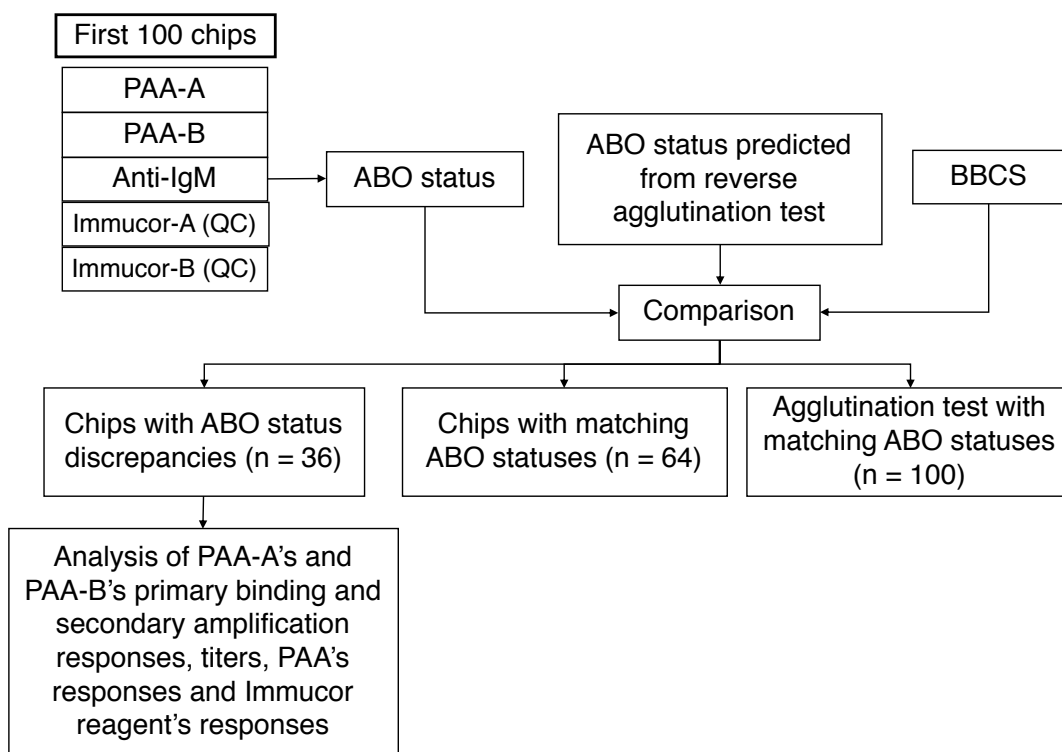 First 100 chips
PAA-A
PAA-B
Anti-IgM
Immucor-A (QC)
Immucor-B (QC)
ABO status
ABO status predicted
from reverse
agglutination test
BBCS
Comparison
Chips with ABO status
discrepancies (n = 36)
Chips with matching
ABO statuses (n = 64)
Agglutination test with
matching ABO statuses
(n = 100)
Analysis of PAA-A’s and
PAA-B’s primary binding and
secondary amplification
responses, titers, PAA’s
responses and Immucor
reagent’s responses